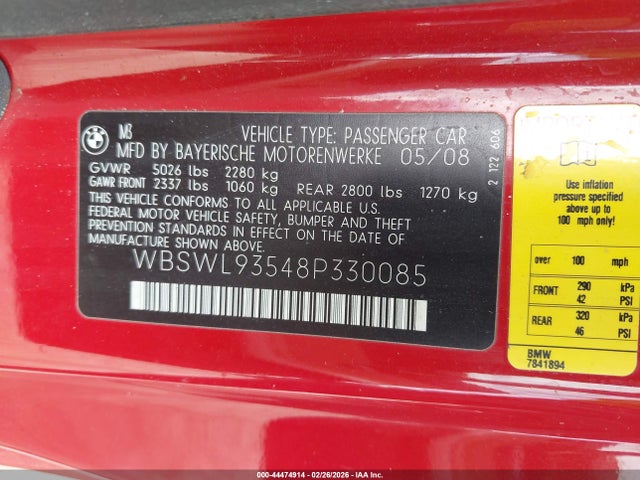 BMW
M3
VEHICLE TYPE: PASSENGER CAR
MFD BY BAYERISCHE MOTORENWERKE 05/08
GVWR 5026 lbs 2280 kg
GAWR FRONT 2337 lbs 1060 kg REAR 2800 lbs 1270 kg
THIS VEHICLE CONFORMS TO ALL APPLICABLE U.S.
FEDERAL MOTOR VEHICLE SAFETY, BUMPER AND THEFT
PREVENTION STANDARDS IN EFFECT ON THE
DATE OF MANUFACTURE SHOWN ABOVE.
WBSWL93548P330085
2 122 606
Use inflation
pressure specified
for up to
100 mph only!
over 100 mph
FRONT 290 kPa
42 PSI
REAR 320 kPa
46 PSI
BMW
7841894
000-44474914 - 02/26/2026 - IAAI.COM